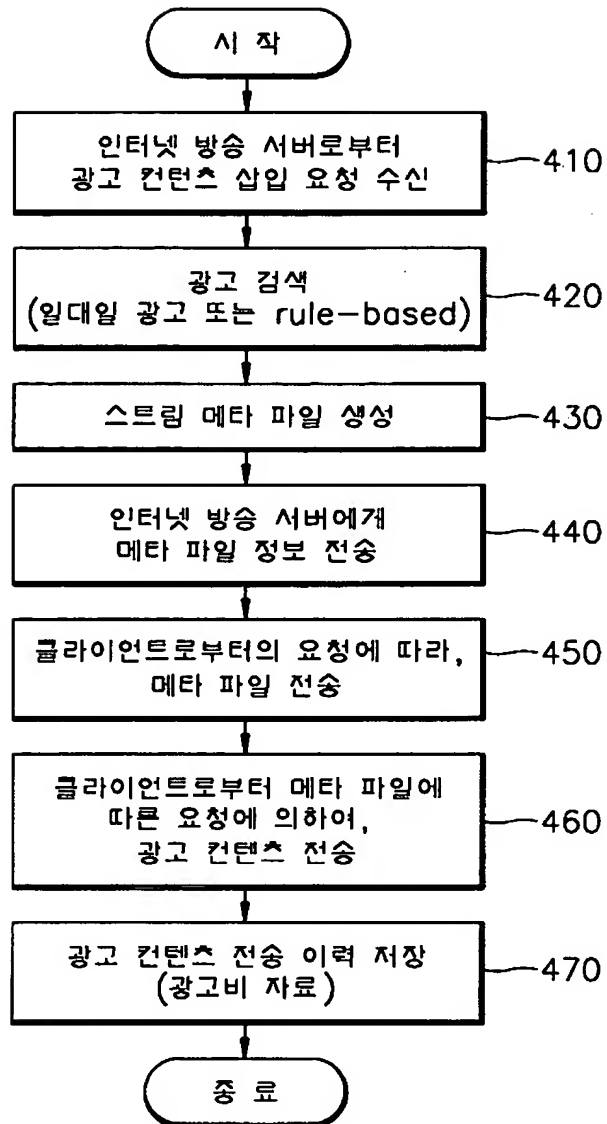 시 작
인터넷 방송 서버로부터
광고 컨텐츠 삽입 요청 수신
410
광고 검색
(일대일 광고 또는 rule-based)
420
스트림 메타 파일 생성
430
인터넷 방송 서버에개
메타 파일 정보 전송
440
클라이언트로부터의 요청에 따라,
메타 파일 전송
450
클라이언트로부터 메타 파일에
따른 요청에 의하여,
광고 컨텐츠 전송
460
광고 컨텐츠 전송 이력 저장
(광고비 자료)
470
종 료